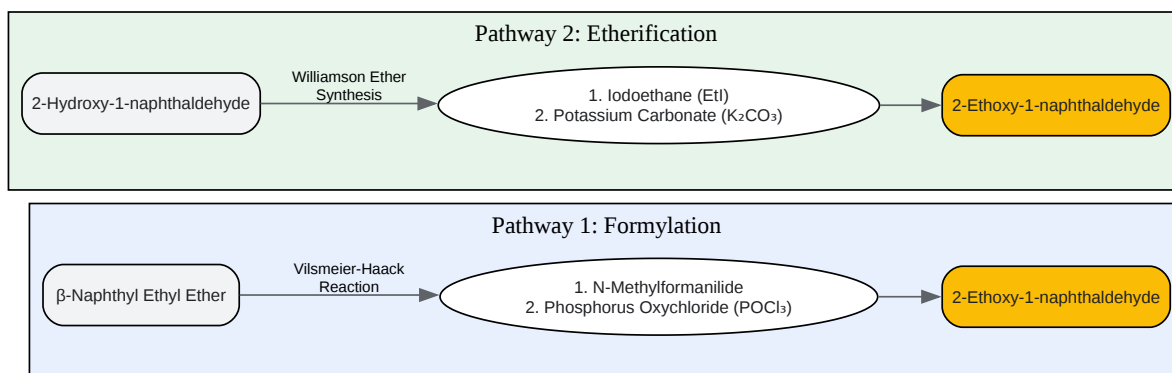 Pathway 2: Etherification
2-Hydroxy-1-naphthaldehyde
Williamson Ether
Synthesis
1. Iodoethane (EtI)
2. Potassium Carbonate (K₂CO₃)
2-Ethoxy-1-naphthaldehyde
Pathway 1: Formylation
β-Naphthyl Ethyl Ether
Vilsmeier-Haack
Reaction
1. N-Methylformanilide
2. Phosphorus Oxychloride (POCl₃)
2-Ethoxy-1-naphthaldehyde